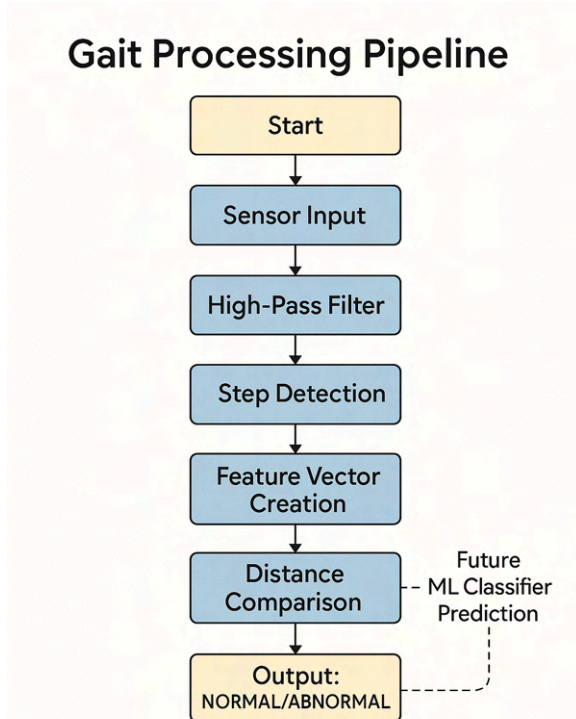 Gait Processing Pipeline
Start
Sensor Input
High-Pass Filter
Step Detection
Feature Vector
Creation
Distance
Comparison
Future
ML Classifier
Prediction
Output:
NORMAL/ABNORMAL